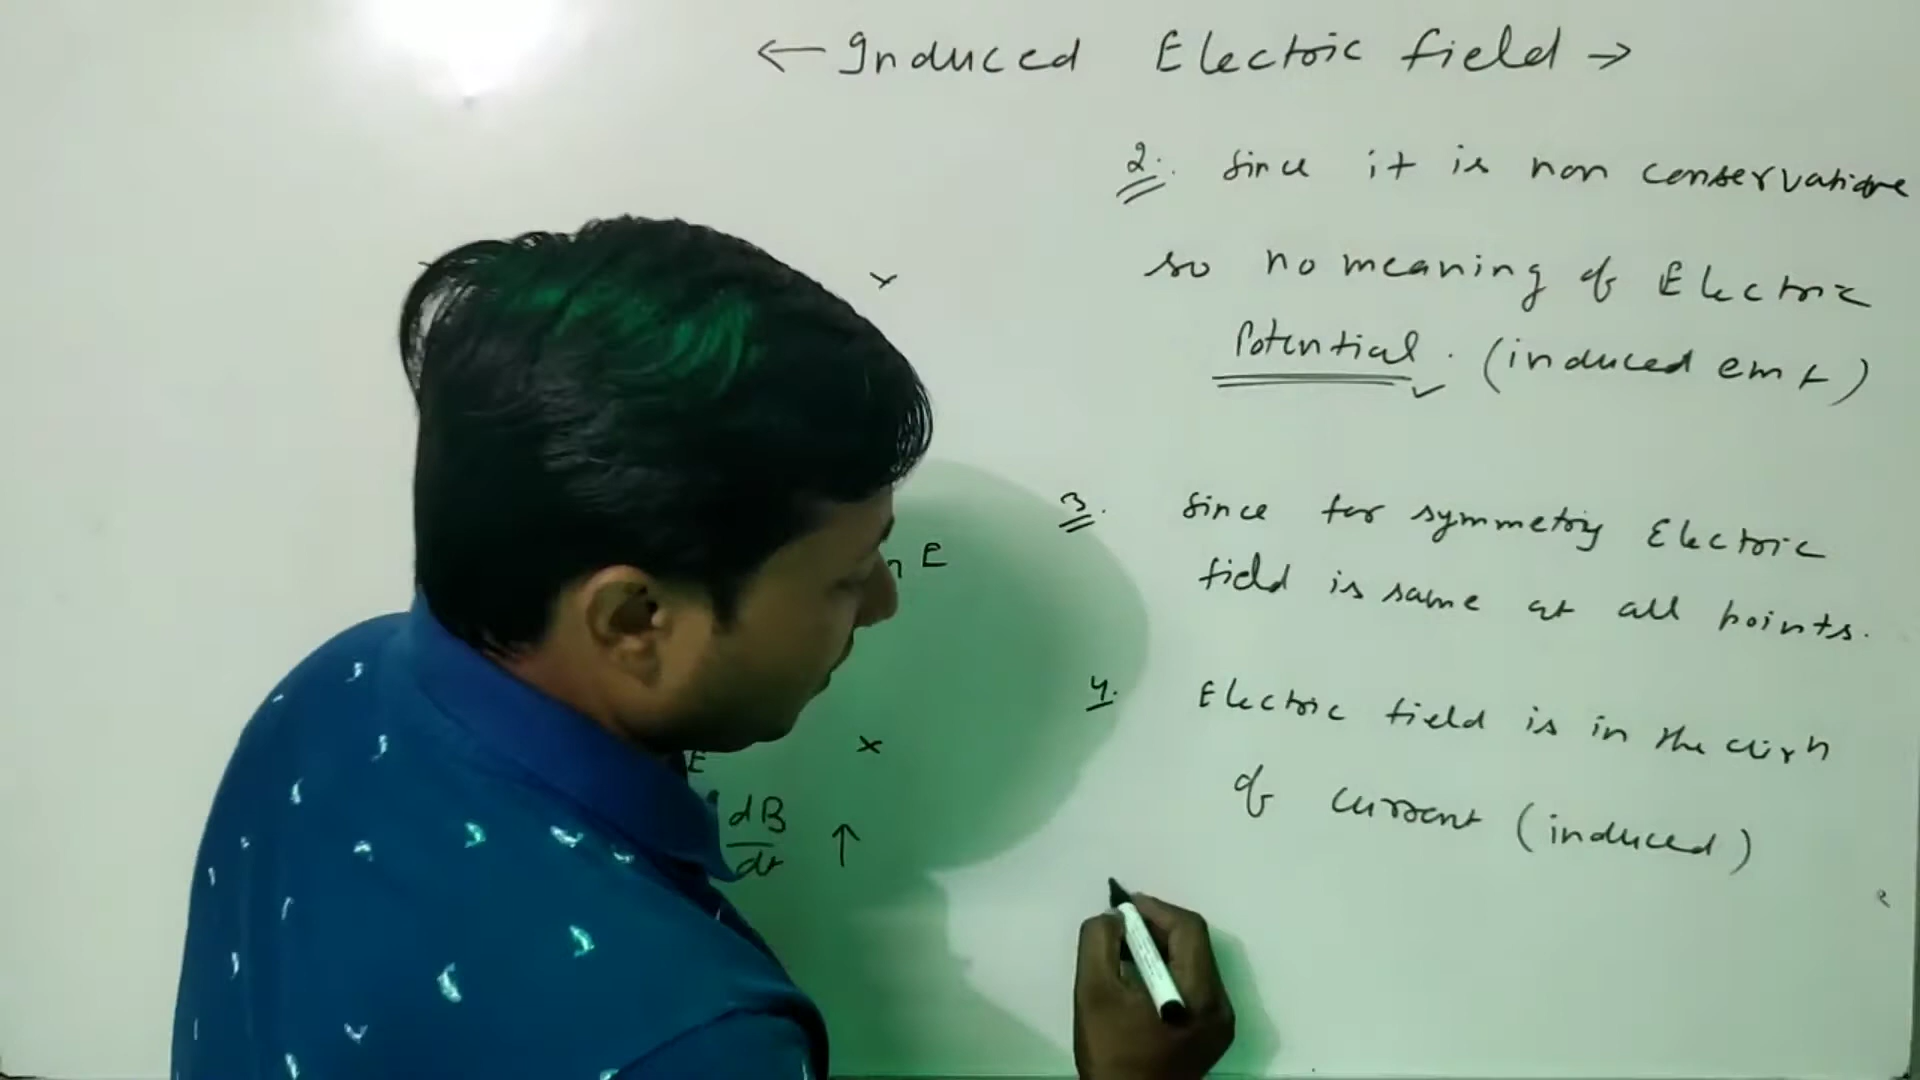 ← Induced Electric field →
2. Since it is non conservative
so no meaning of Electric
Potential. (induced emf)
3. Since for symmetry Electric
field is same at all points.
4. Electric field is in the dirn
of current (induced)
x
E
x
E
dB
dt ↑